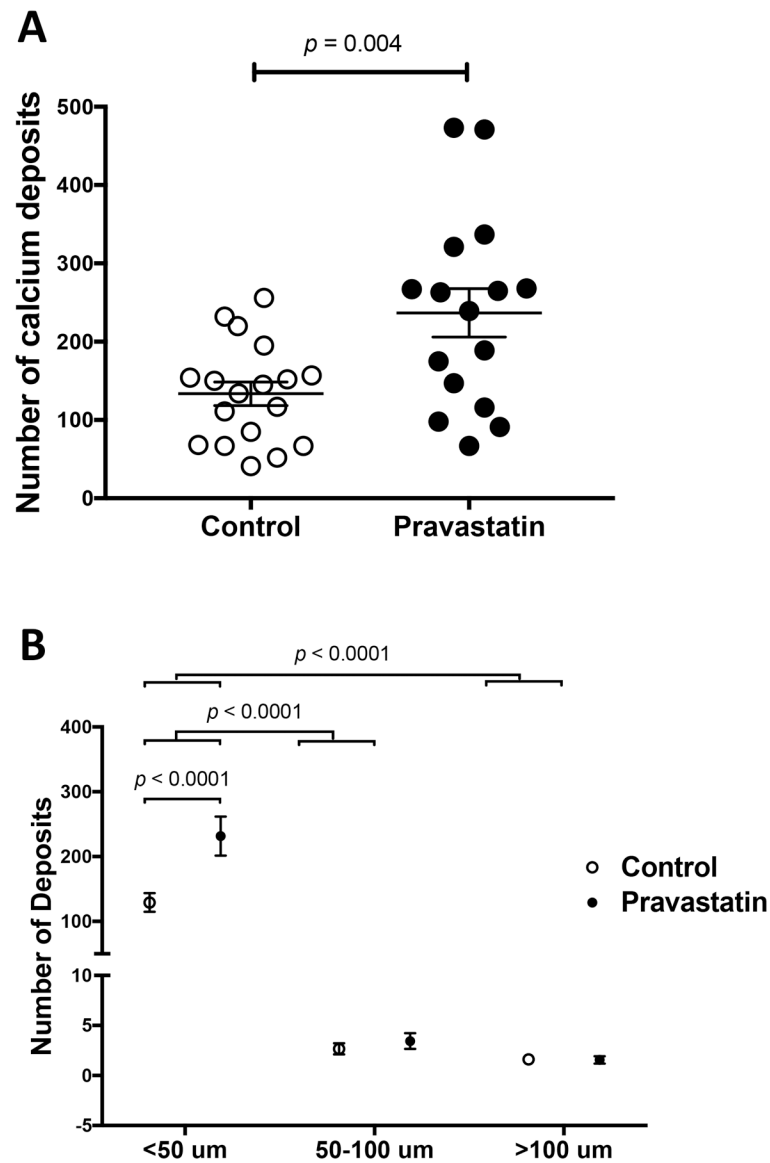 A
p = 0.004
Number of calcium deposits
500
400
300
200
100
0
Control
Pravastatin
B
p < 0.0001
p < 0.0001
p < 0.0001
Number of Deposits
400
300
200
100
10
5
0
-5
Control
Pravastatin
<50 um
50-100 um
>100 um